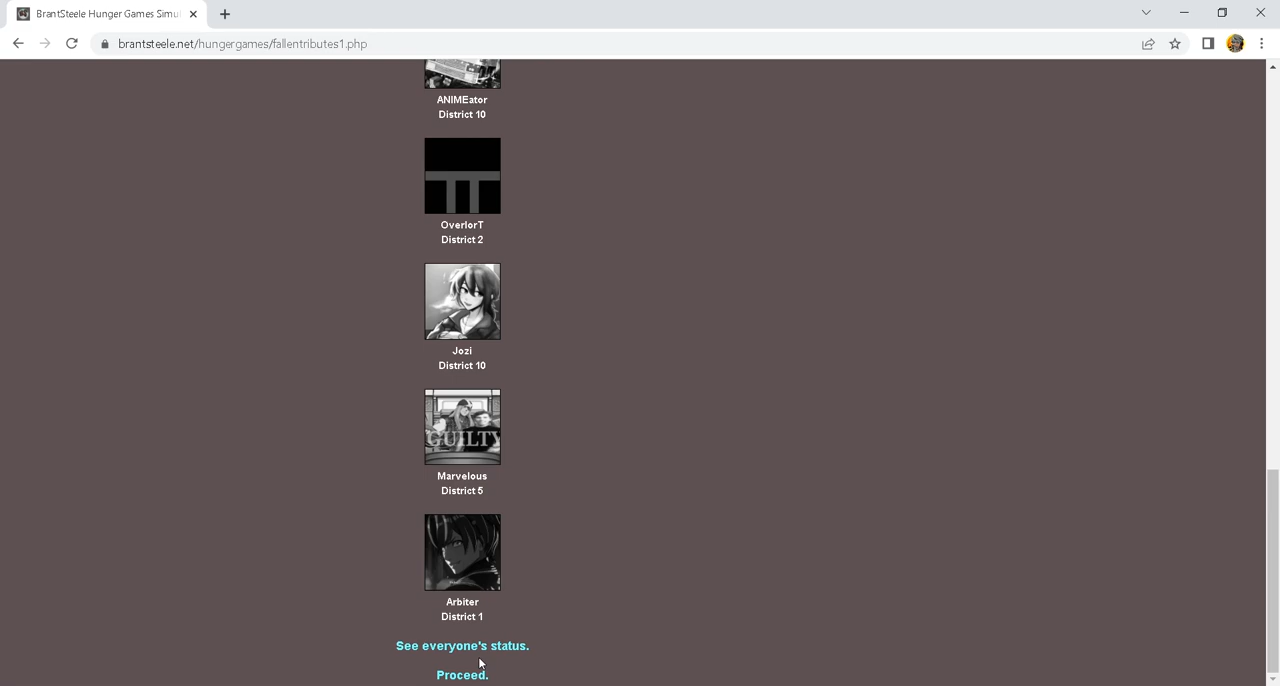 BrantSteele Hunger Games Simul
brantsteele.net/hungergames/fallentributes1.php
ANIMEator
District 10
OverlorT
District 2
Jozi
District 10
GUILTY
Marvelous
District 5
Arbiter
District 1
See everyone's status.
Proceed.